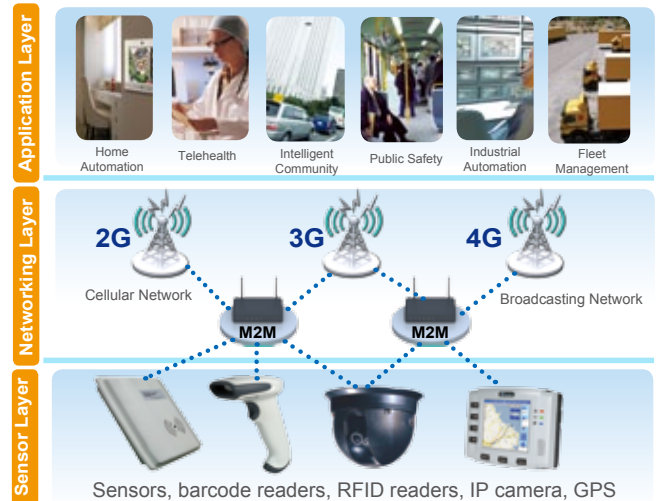 Application Layer
Home
Automation
Telehealth
Intelligent
Community
Public Safety
Industrial
Automation
Fleet
Management
Networking Layer
2G
3G
4G
Cellular Network
Broadcasting Network
M2M
M2M
Sensor Layer
Sensors, barcode readers, RFID readers, IP camera, GPS